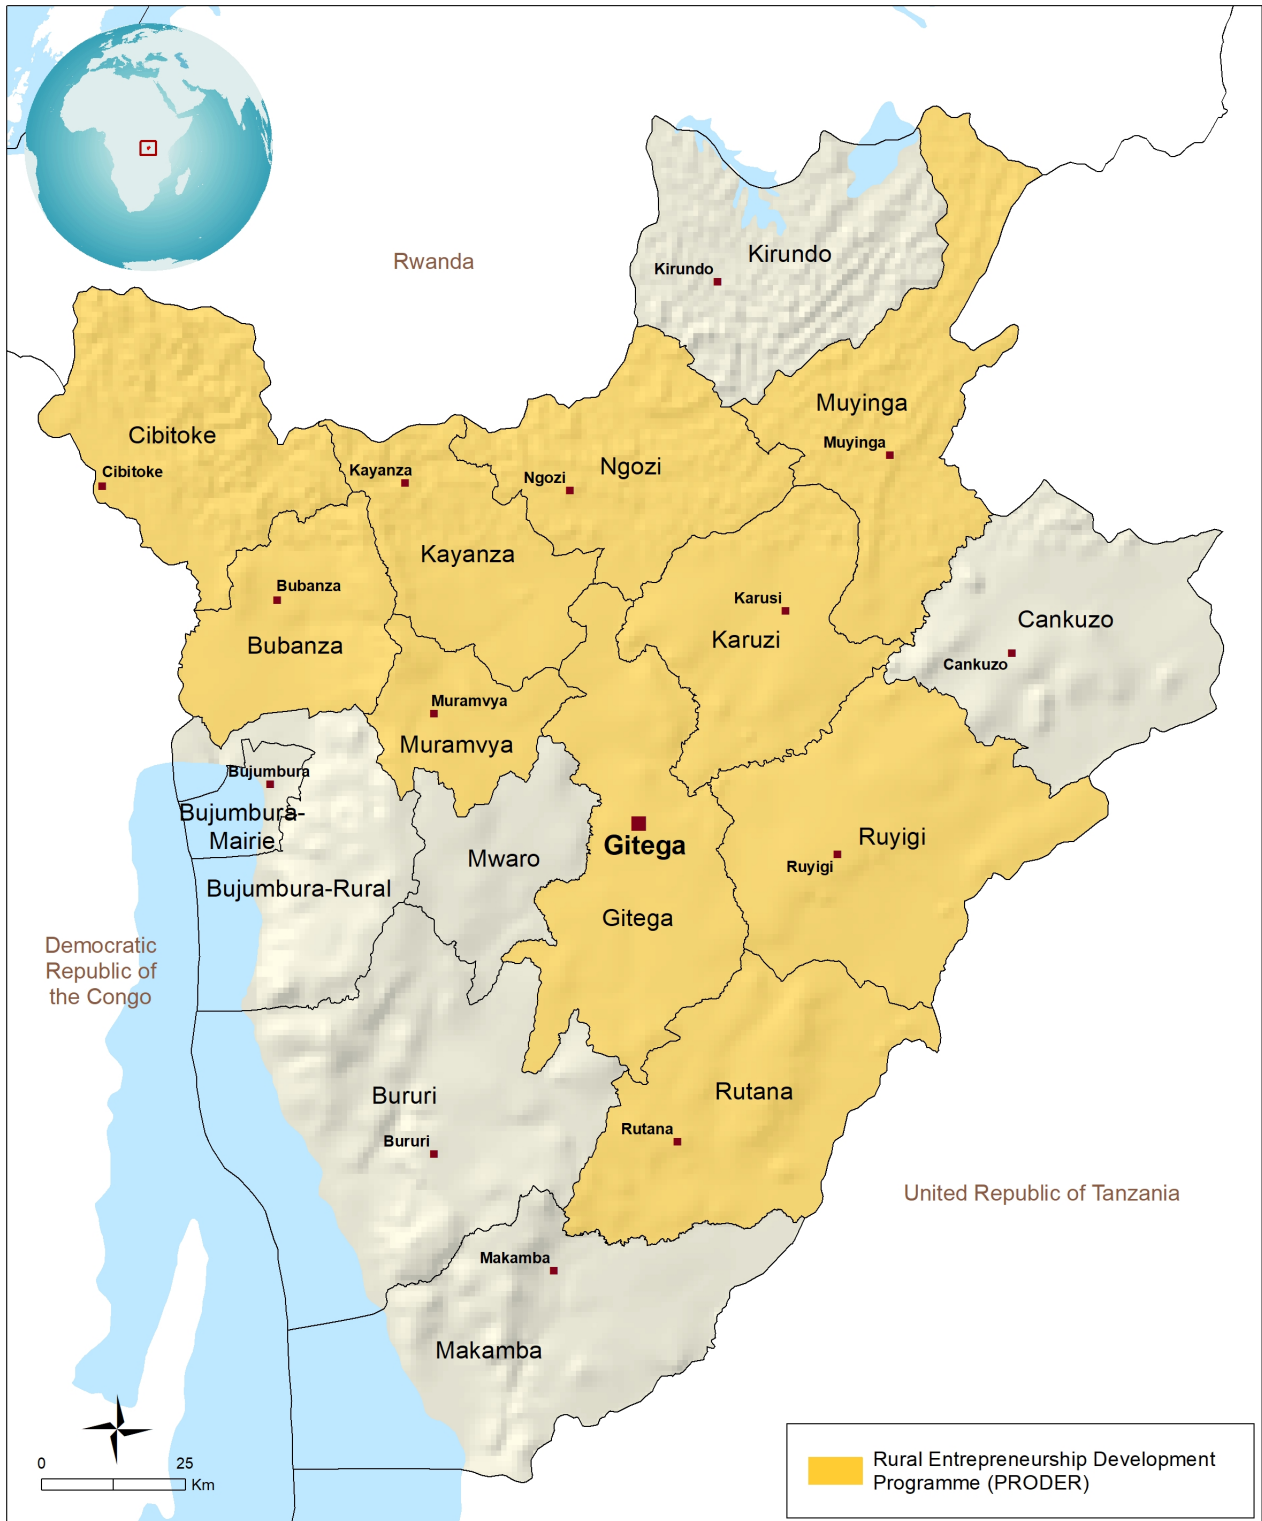 Rwanda
Kirundo
Kirundo
Muyinga
Muyinga
Cibitoke
Cibitoke
Kayanza
Kayanza
Ngozi
Ngozi
Bubanza
Bubanza
Karusi
Karuzi
Cankuzo
Cankuzo
Muramvya
Muramvya
Bujumbura
Bujumbura-
Mairie
Bujumbura-Rural
Mwaro
Gitega
Gitega
Ruyigi
Ruyigi
Democratic
Republic of
the Congo
Bururi
Bururi
Rutana
Rutana
United Republic of Tanzania
Makamba
Makamba
0 25
Km
Rural Entrepreneurship Development
Programme (PRODER)